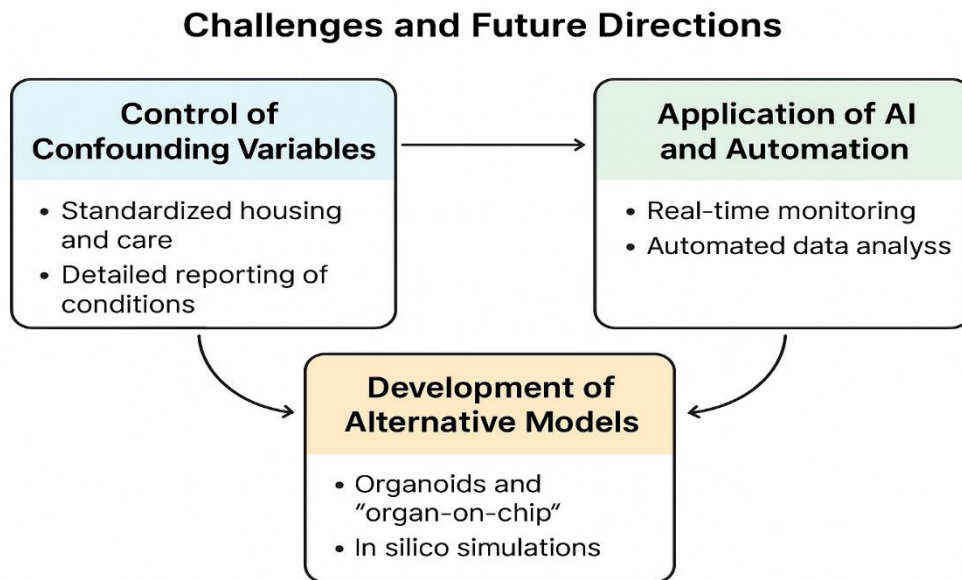 Challenges and Future Directions
Control of
Confounding Variables
• Standardized housing
and care
• Detailed reporting of
conditions
Application of AI
and Automation
• Real-time monitoring
• Automated data analyss
Development of
Alternative Models
• Organoids and
“organ-on-chip“
• In silico simulations